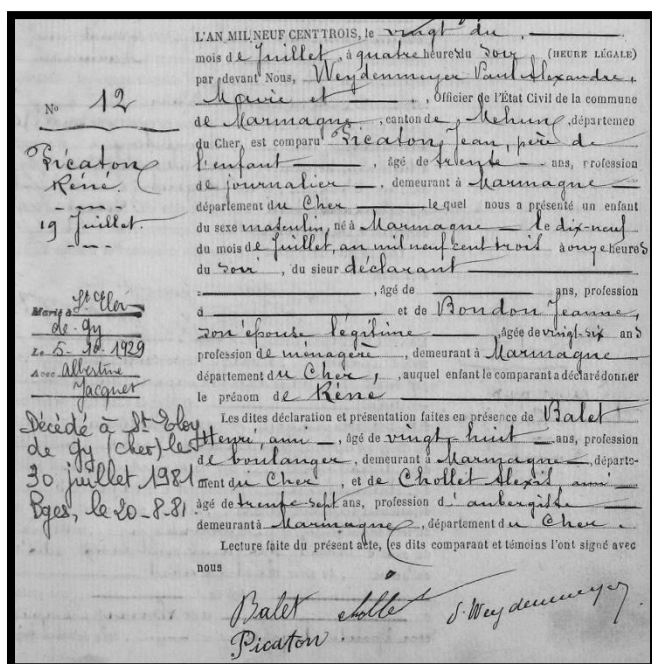 L'AN MIL NEUF CENT TROIS, le vingt du
mois de Juillet, à quatre heures du Soir (HEURE LÉGALE)
par devant Nous, Weydenmeyer Paul Alexandre,
Maire et, Officier de l'État Civil de la commune
de Marmagne, canton de Mehun, départemen
du Cher, est comparu Picaton, Jean, père de
l'enfant, âgé de trente ans, profession
de journalier, demeurant à Marmagne
département du Cher, lequel nous a présenté un enfant
du sexe masculin, né à Marmagne le dix-neuf
du mois de Juillet, an mil neuf cent trois à onze heures
du Soir, du sieur déclarant
, âgé de ans, profession
d et de Boudon Jeanne,
son épouse légitime, âgée de vingt-six ans
profession de ménagère, demeurant à Marmagne
département du Cher, auquel enfant le comparant a déclaré donner
le prénom de Réné
Les dites déclaration et présentation faites en présence de Balet
Henri, ami, âgé de vingt-huit ans, profession
de boulanger, demeurant à Marmagne, départe-
ment du Cher, et de Chollet Alexis, ami
âgé de trente-sept ans, profession d'aubergiste
demeurant à Marmagne, département du Cher.
Lecture faite du présent acte, les dits comparant et témoins l'ont signé avec
nous
Balet Chollet P. Weydenmeyer
Picaton
No 12
Picaton
Réné.
19 Juillet.
Marié à St Eloy
de Gy
Le 5-10-1929
Avec Albertine
Jacquet
Décédé à St Eloy
de Gy (Cher) le
30 juillet 1981
Bges, le 20-8-81.